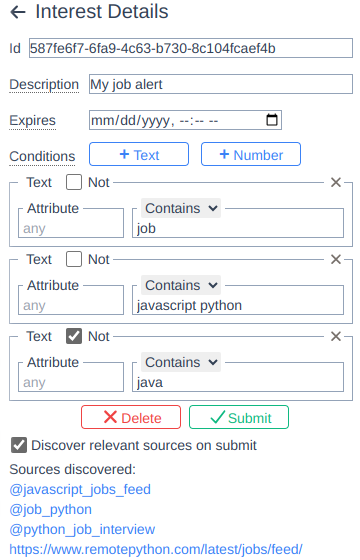 Interest Details
Id 587fe6f7-6fa9-4c63-b730-8c104fcaef4b
Description My job alert
Expires mm/dd/yyyy, --:-- --
Conditions + Text + Number
Text Not
Attribute Contains
any job
Text Not
Attribute Contains
any javascript python
Text Not
Attribute Contains
any java
Delete Submit
Discover relevant sources on submit
Sources discovered:
@javascript_jobs_feed
@job_python
@python_job_interview
https://www.remotepython.com/latest/jobs/feed/